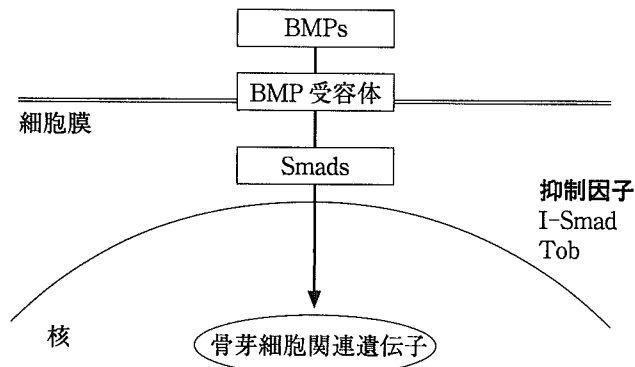 BMPs
BMP 受容体
細胞膜
Smads
抑制因子
I-Smad
Tob
核
骨芽細胞関連遺伝子